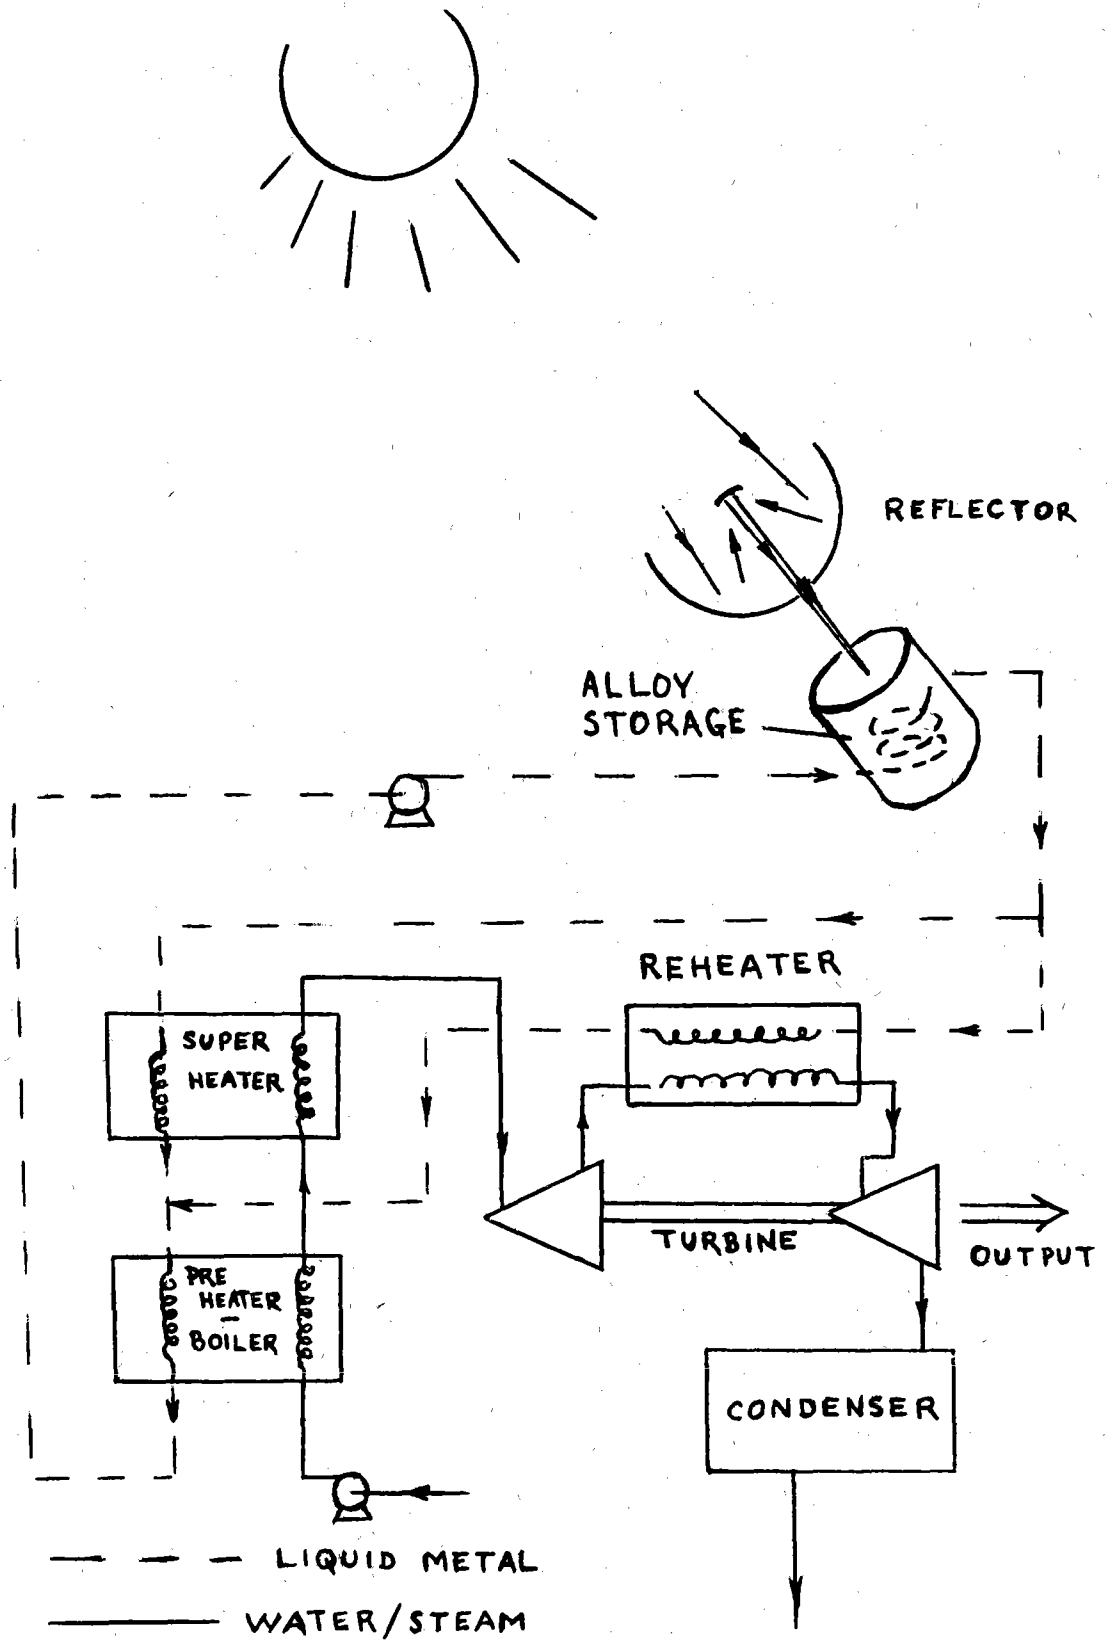 REFLECTOR
ALLOY
STORAGE
REHEATER
SUPER
HEATER
TURBINE
OUTPUT
PRE
HEATER
–
BOILER
CONDENSER
LIQUID METAL
WATER/STEAM